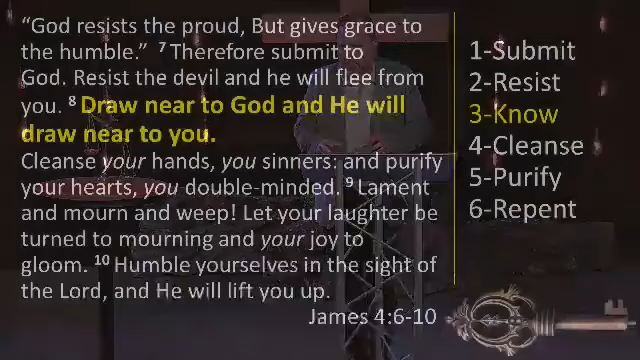 “God resists the proud, But gives grace to
the humble.” 7 Therefore submit to
God. Resist the devil and he will flee from
you. 8 Draw near to God and He will
draw near to you.
Cleanse your hands, you sinners: and purify
your hearts, you double-minded. 9 Lament
and mourn and weep! Let your laughter be
turned to mourning and your joy to
gloom. 10 Humble yourselves in the sight of
the Lord, and He will lift you up.
James 4:6-10
1-Submit
2-Resist
3-Know
4-Cleanse
5-Purify
6-Repent